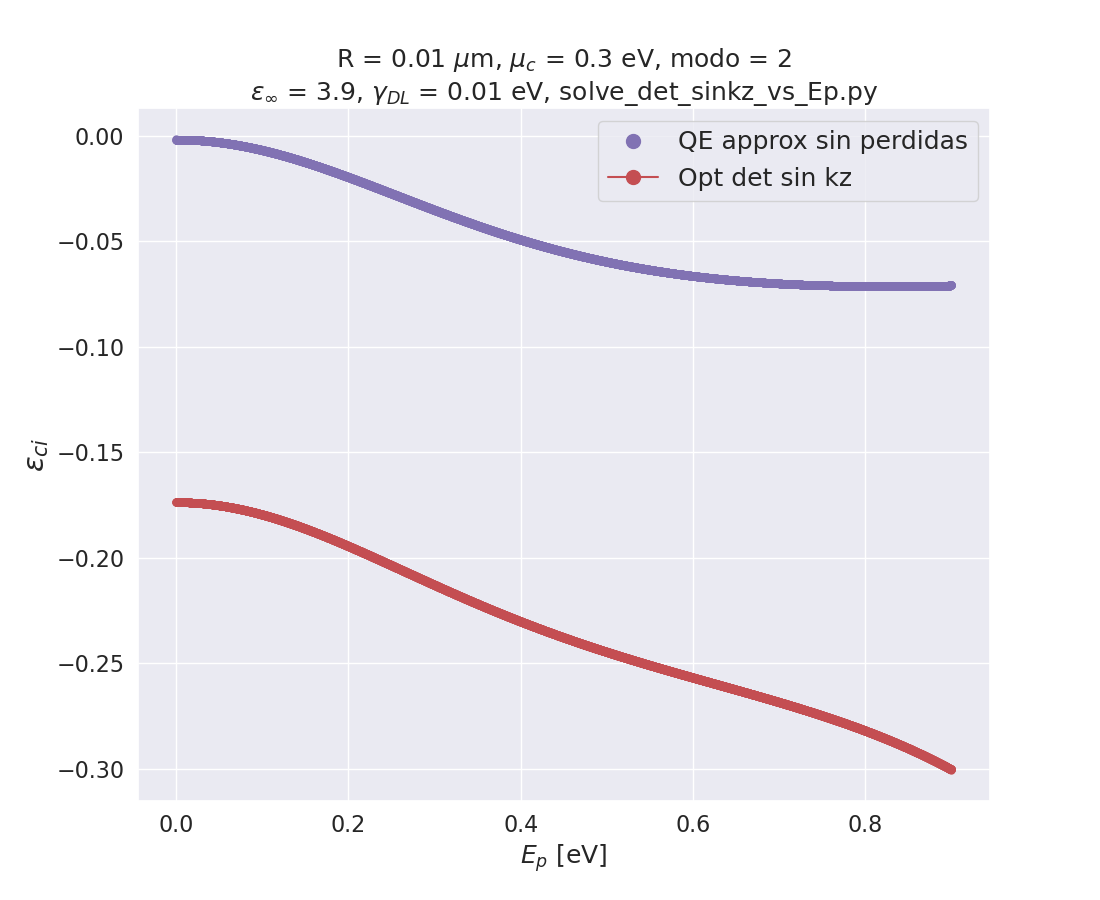 R = 0.01 μm, μc = 0.3 eV, modo = 2
ε∞ = 3.9, γDL = 0.01 eV, solve_det_sinkz_vs_Ep.py
QE approx sin perdidas
Opt det sin kz
0.00
−0.05
−0.10
−0.15
−0.20
−0.25
−0.30
εci
0.0 0.2 0.4 0.6 0.8
Ep [eV]